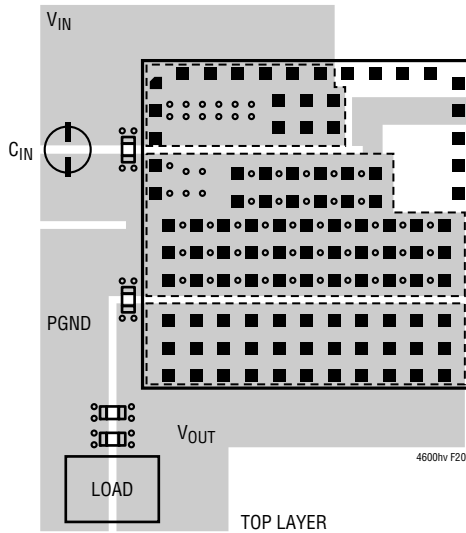 VIN
CIN
PGND
VOUT
4600hv F20
LOAD
TOP LAYER